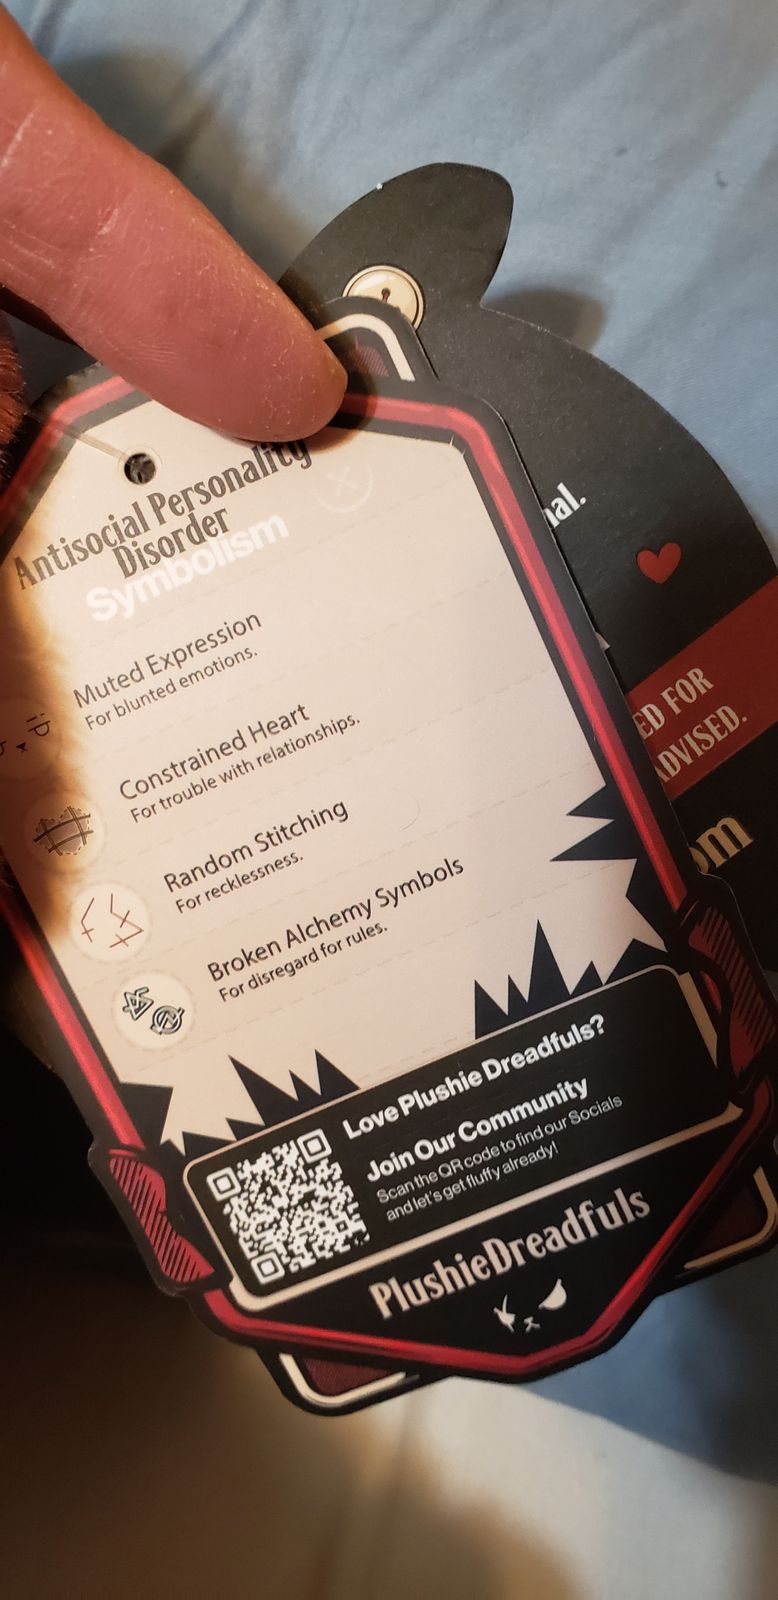 Antisocial Personality
Disorder
Symbolism
Muted Expression
For blunted emotions.
Constrained Heart
For trouble with relationships.
Random Stitching
For recklessness.
Broken Alchemy Symbols
For disregard for rules.
Love Plushie Dreadfuls?
Join Our Community
Scan the QR code to find our Socials
and let's get fluffy already!
PlushieDreadfuls
al.
ED FOR
ADVISED.
om